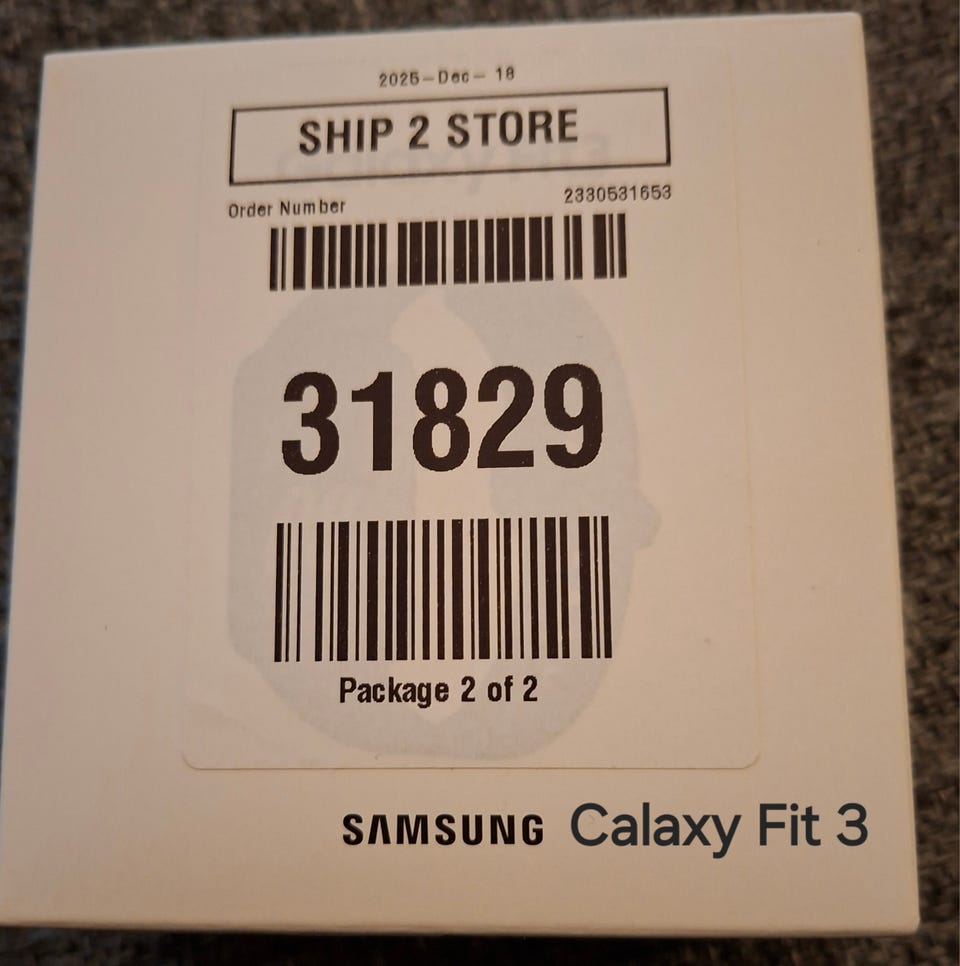 2025-Dec- 18
SHIP 2 STORE
Order Number 2330531653
31829
Package 2 of 2
SAMSUNG Calaxy Fit 3